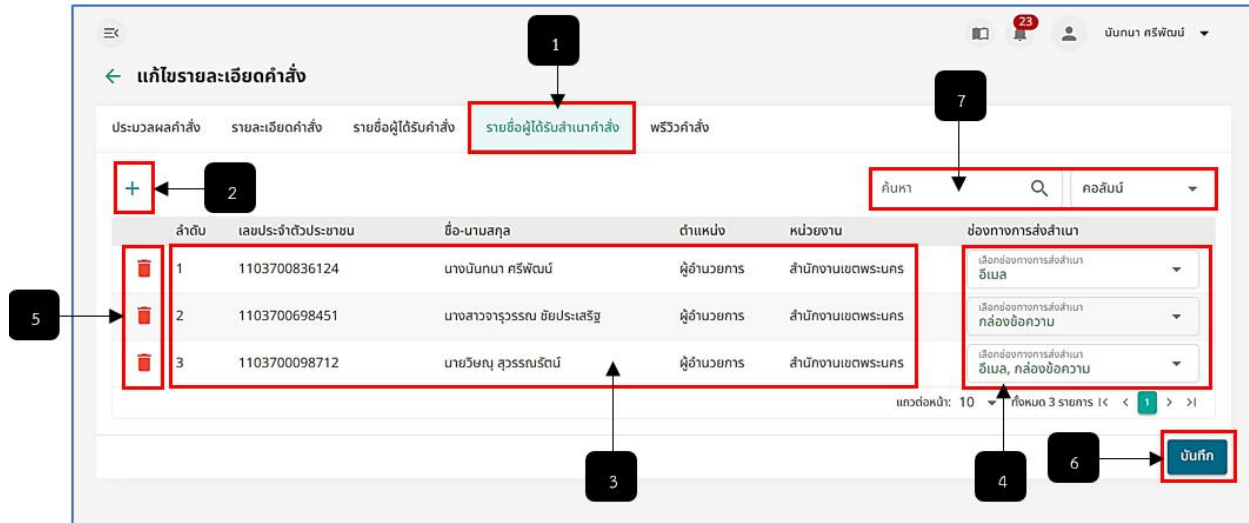 1
23
นันทนา ศรีพัฒน์
แก้ไขรายละเอียดคำสั่ง
7
ประมวลผลคำสั่ง รายละเอียดคำสั่ง รายชื่อผู้ได้รับคำสั่ง รายชื่อผู้ได้รับสำเนาคำสั่ง พรีวิวคำสั่ง
+ 2 ค้นหา คอลัมน์
ลำดับ เลขประจำตัวประชาชน ชื่อ-นามสกุล ตำแหน่ง หน่วยงาน ช่องทางการส่งสำเนา
เลือกช่องทางการส่งสำเนา
1 1103700836124 นางนันทนา ศรีพัฒน์ ผู้อำนวยการ สำนักงานเขตพระนคร อีเมล
เลือกช่องทางการส่งสำเนา
5 2 1103700698451 นางสาวจารุวรรณ ชัยประเสริฐ ผู้อำนวยการ สำนักงานเขตพระนคร กล่องข้อความ
เลือกช่องทางการส่งสำเนา
3 1103700098712 นายวิษณุ สุวรรณรัตน์ ผู้อำนวยการ สำนักงานเขตพระนคร อีเมล, กล่องข้อความ
แถวต่อหน้า: 10 ทั้งหมด 3 รายการ |< < 1 > >|
บันทึก
6
3
4